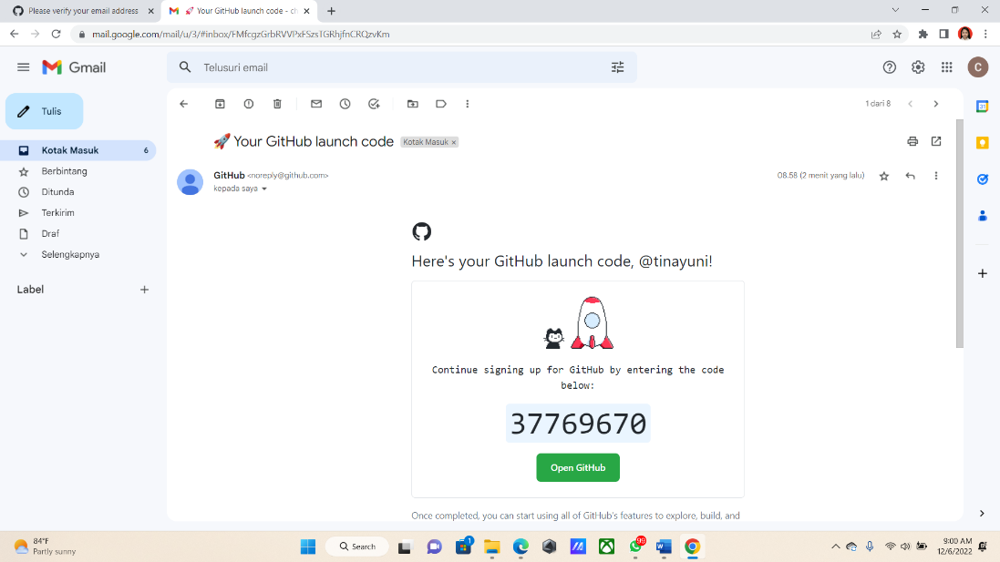 Please verify your email address
🚀 Your GitHub launch code - ch
mail.google.com/mail/u/3/#inbox/FMfcgzGrbRVVPxFSzsTGRhjfnCRQzvKm
Gmail
Telusuri email
C
Tulis
1 dari 8
Kotak Masuk 6
Berbintang
Ditunda
Terkirim
Draf
Selengkapnya
Label
🚀 Your GitHub launch code
Kotak Masuk
GitHub <noreply@github.com>
08.58 (2 menit yang lalu)
kepada saya
Here's your GitHub launch code, @tinayuni!
Continue signing up for GitHub by entering the code
below:
37769670
Open GitHub
Once completed, you can start using all of GitHub's features to explore, build, and
31
84°F
Partly sunny
Search
1
99
9:00 AM
12/6/2022